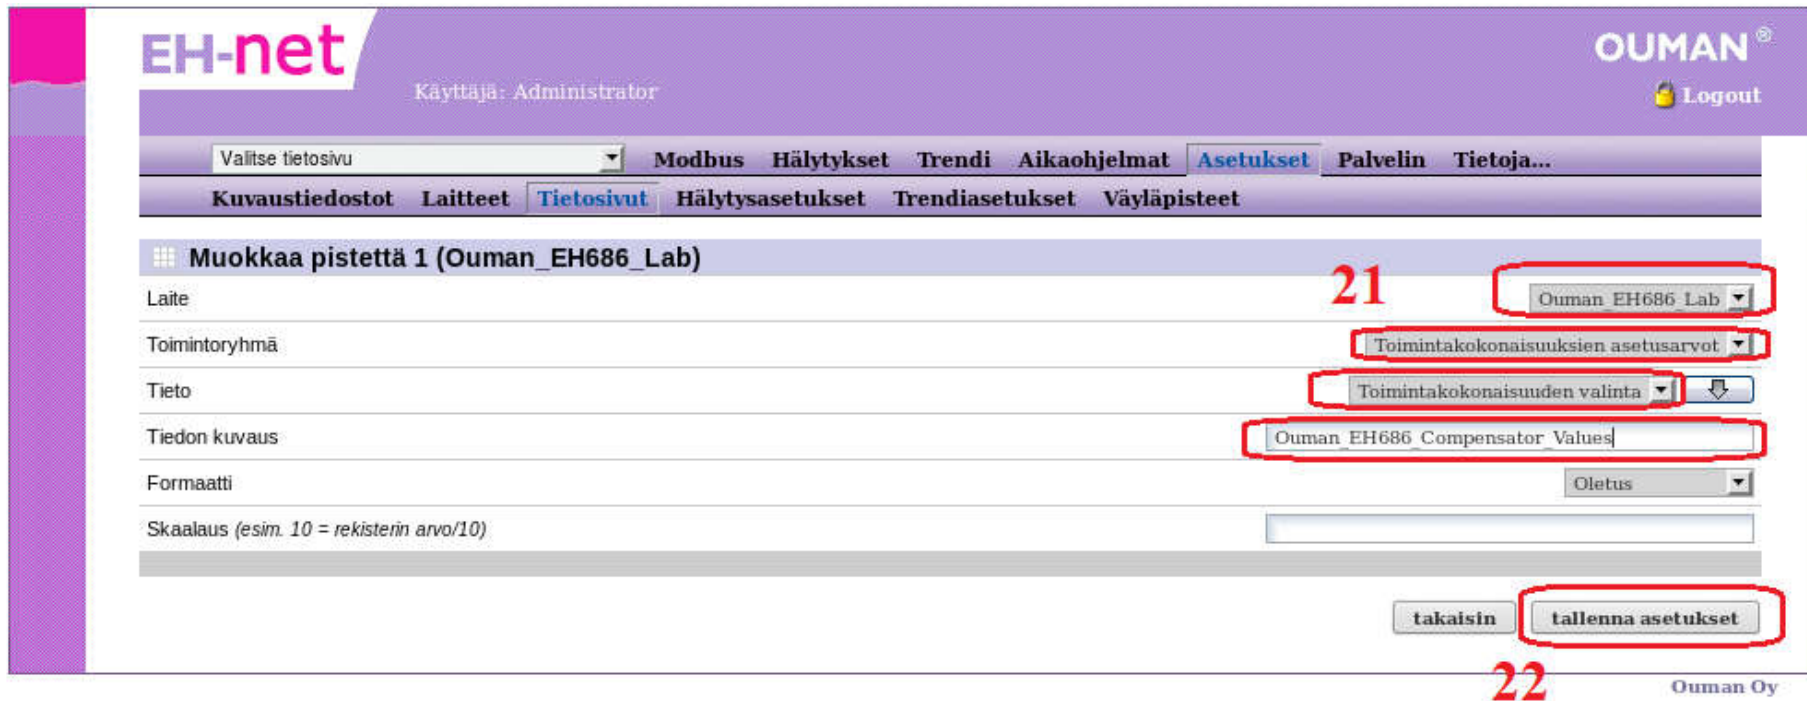 EH-net
OUMAN ®
Käyttäjä: Administrator
Logout
Valitse tietosivu Modbus Hälytykset Trendi Aikaohjelmat Asetukset Palvelin Tietoja...
Kuvaustiedostot Laitteet Tietosivut Hälytysasetukset Trendiasetukset Väyläpisteet
Muokkaa pistettä 1 (Ouman_EH686_Lab)
21
Laite Ouman_EH686_Lab
Toimintoryhmä Toimintakokonaisuuksien asetusarvot
Tieto Toimintakokonaisuuden valinta
Tiedon kuvaus Ouman_EH686_Compensator_Values
Formaatti Oletus
Skaalaus (esim. 10 = rekisterin arvo/10)
takaisin tallenna asetukset
22
Ouman Oy